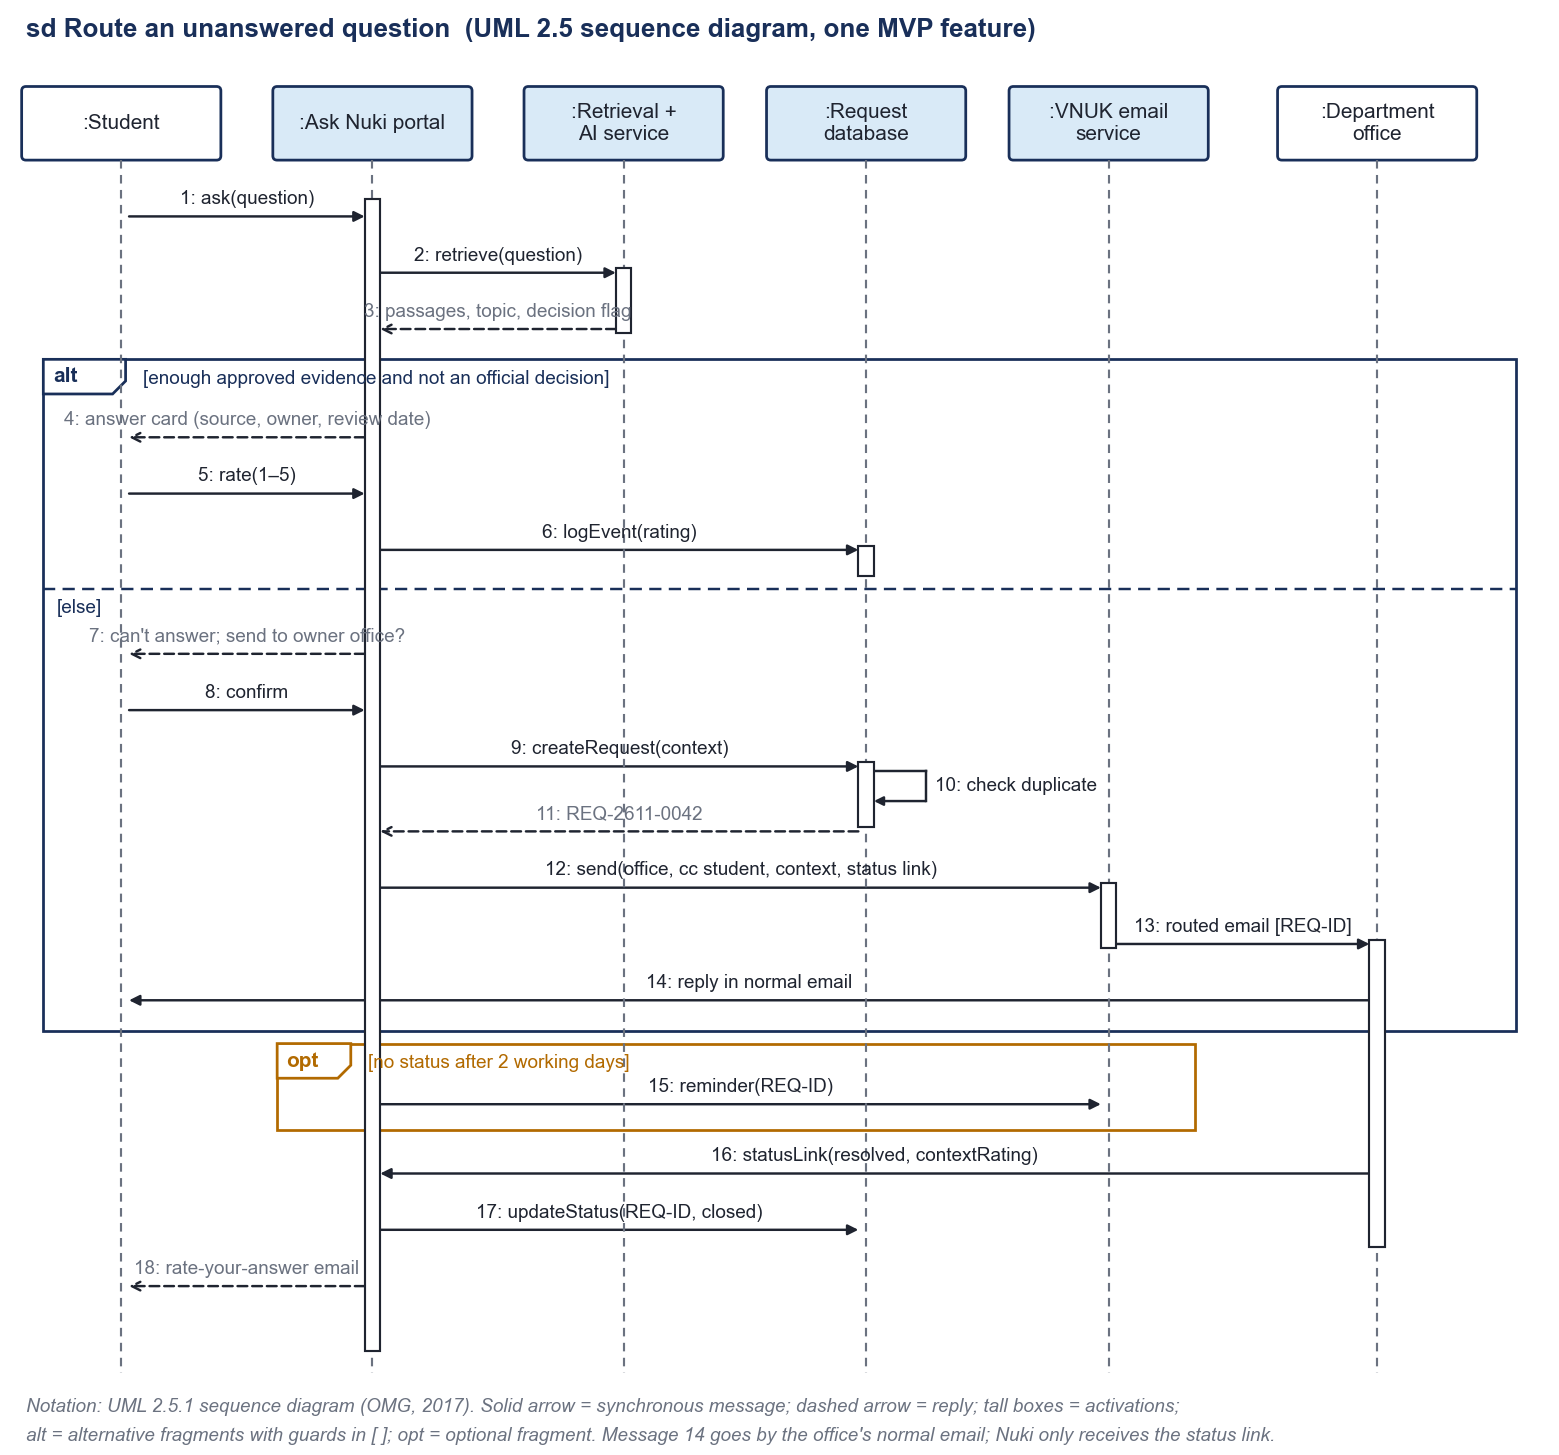 sd Route an unanswered question  (UML 2.5 sequence diagram, one MVP feature)
:Student
:Ask Nuki portal
:Retrieval +
AI service
:Request
database
:VNUK email
service
:Department
office
1: ask(question)
2: retrieve(question)
3: passages, topic, decision flag
alt
[enough approved evidence and not an official decision]
4: answer card (source, owner, review date)
5: rate(1–5)
6: logEvent(rating)
[else]
7: can't answer; send to owner office?
8: confirm
9: createRequest(context)
10: check duplicate
11: REQ-2611-0042
12: send(office, cc student, context, status link)
13: routed email [REQ-ID]
14: reply in normal email
opt
[no status after 2 working days]
15: reminder(REQ-ID)
16: statusLink(resolved, contextRating)
17: updateStatus(REQ-ID, closed)
18: rate-your-answer email
Notation: UML 2.5.1 sequence diagram (OMG, 2017). Solid arrow = synchronous message; dashed arrow = reply; tall boxes = activations;
alt = alternative fragments with guards in [ ]; opt = optional fragment. Message 14 goes by the office's normal email; Nuki only receives the status link.